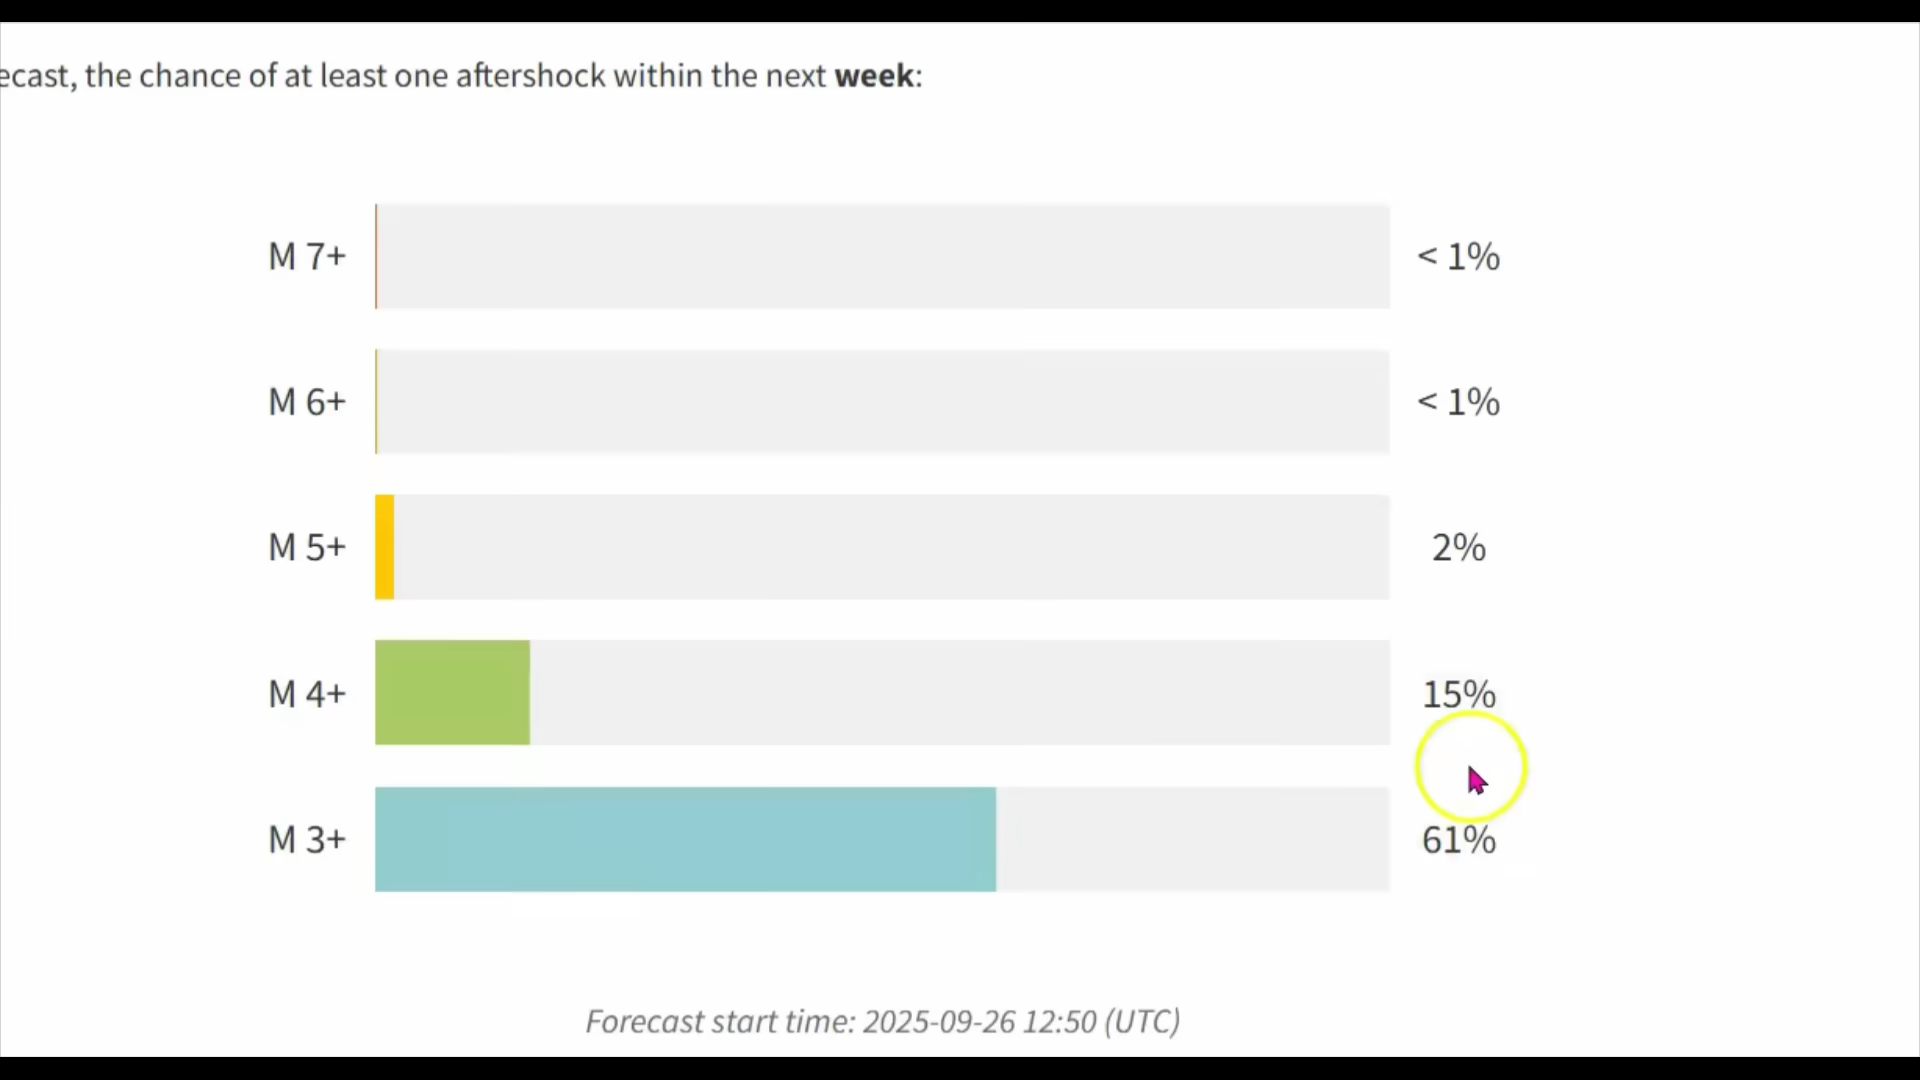 ecast, the chance of at least one aftershock within the next week:
M 7+ < 1%
M 6+ < 1%
M 5+ 2%
M 4+ 15%
M 3+ 61%
Forecast start time: 2025-09-26 12:50 (UTC)